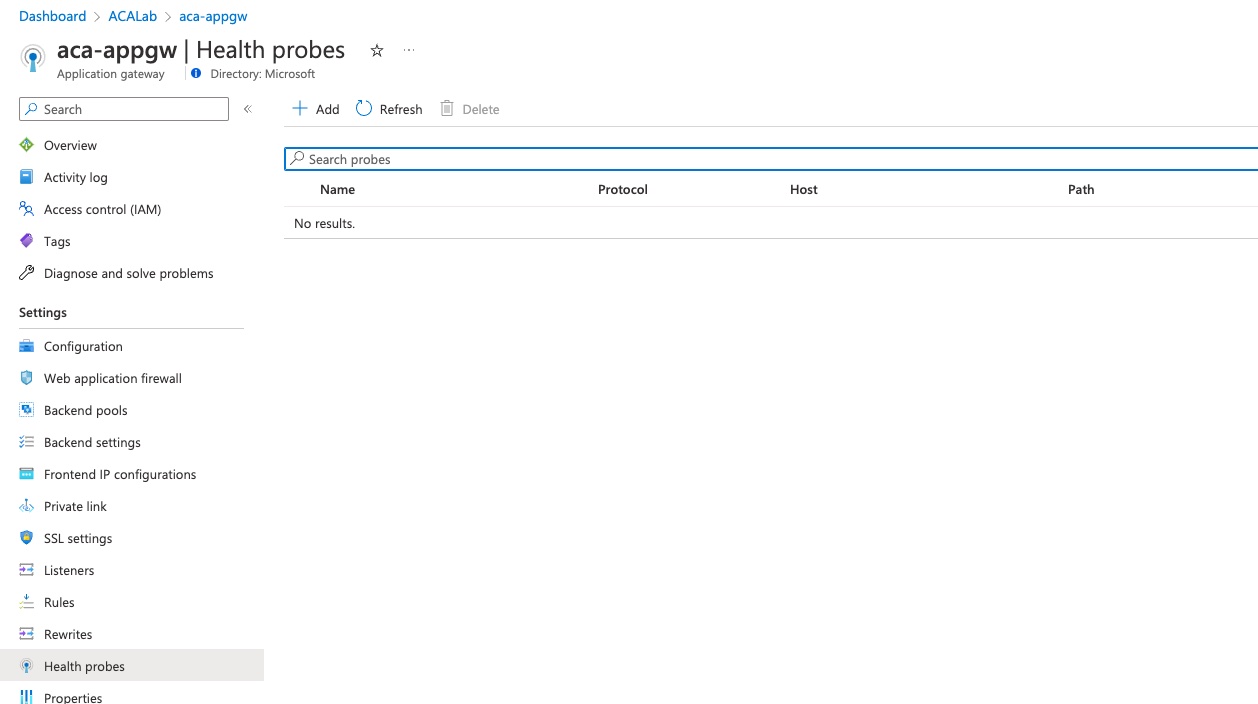 Dashboard > ACALab > aca-appgw
aca-appgw | Health probes
Application gateway
Directory: Microsoft
Search
Overview
Activity log
Access control (IAM)
Tags
Diagnose and solve problems
Settings
Configuration
Web application firewall
Backend pools
Backend settings
Frontend IP configurations
Private link
SSL settings
Listeners
Rules
Rewrites
Health probes
Properties
Add Refresh Delete
Search probes
Name Protocol Host Path
No results.